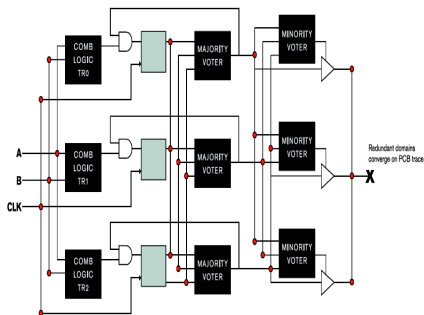 COMB
LOGIC
TR0
MAJORITY
VOTER
MINORITY
VOTER
A
B
CLK
COMB
LOGIC
TR1
MAJORITY
VOTER
MINORITY
VOTER
Redundant domains
converge on PCB trace
X
COMB
LOGIC
TR2
MAJORITY
VOTER
MINORITY
VOTER